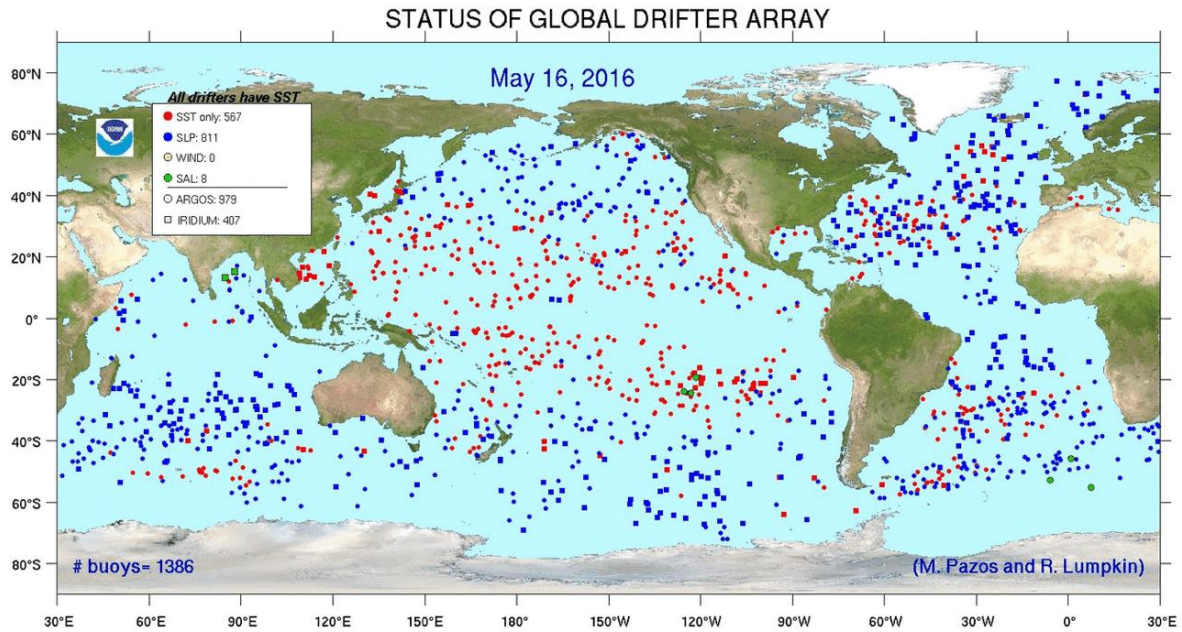 STATUS OF GLOBAL DRIFTER ARRAY
80°N
May 16, 2016
All drifters have SST
SST only: 567
SLP: 811
WIND: 0
SAL: 8
ARGOS: 979
IRIDIUM: 407
NOAA
60°N
40°N
20°N
0°
20°S
40°S
60°S
80°S
# buoys= 1386
(M. Pazos and R. Lumpkin)
30°E 60°E 90°E 120°E 150°E 180°E 150°W 120°W 90°W 60°W 30°W 0° 30°E